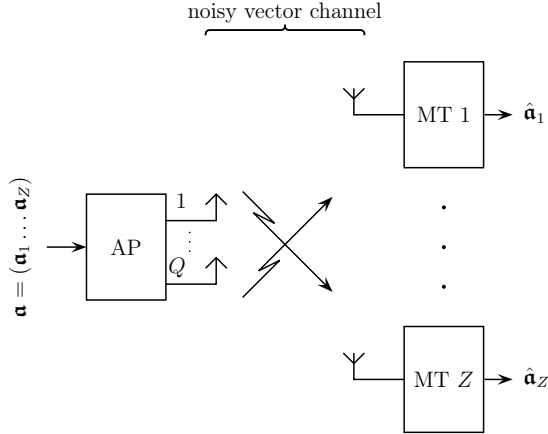 noisy vector channel
MT 1
𝖆̂₁
1
𝖆 = (𝖆₁ … 𝖆_Z)
AP
Q
MT Z
𝖆̂_Z